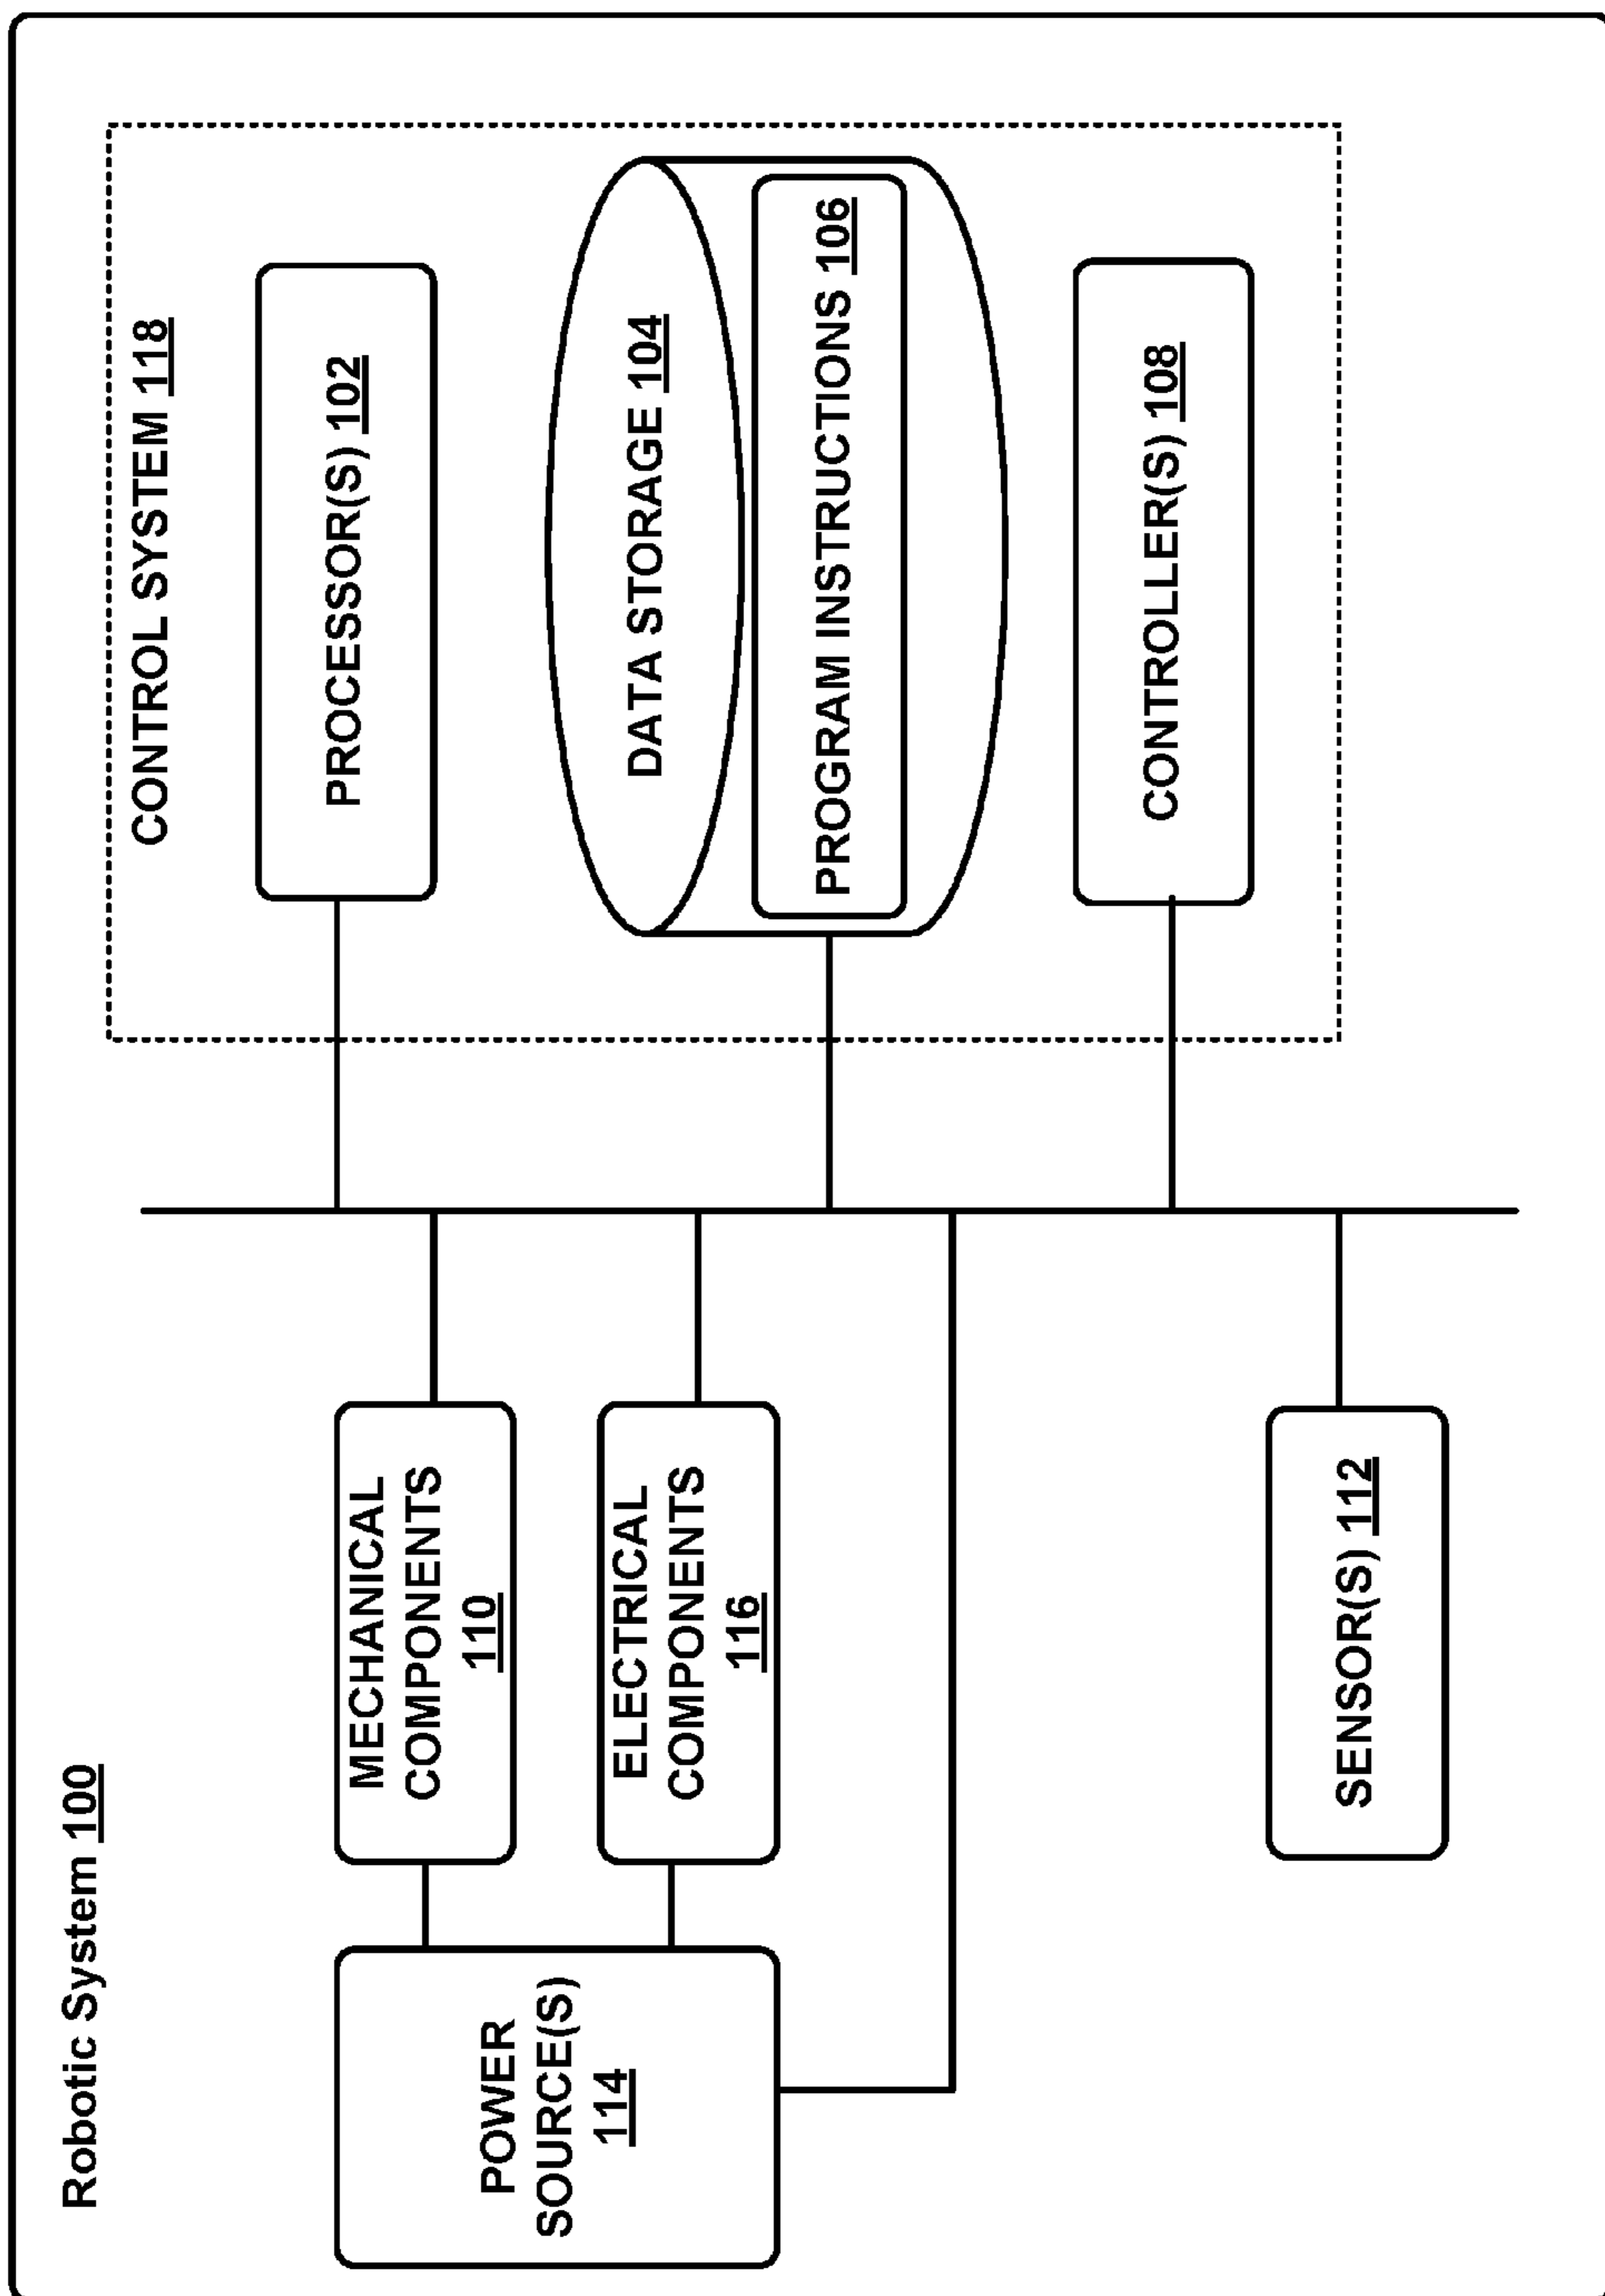 Robotic System 100
CONTROL SYSTEM 118
POWER
SOURCE(S)
114
MECHANICAL
COMPONENTS
110
ELECTRICAL
COMPONENTS
116
SENSOR(S) 112
PROCESSOR(S) 102
DATA STORAGE 104
PROGRAM INSTRUCTIONS 106
CONTROLLER(S) 108